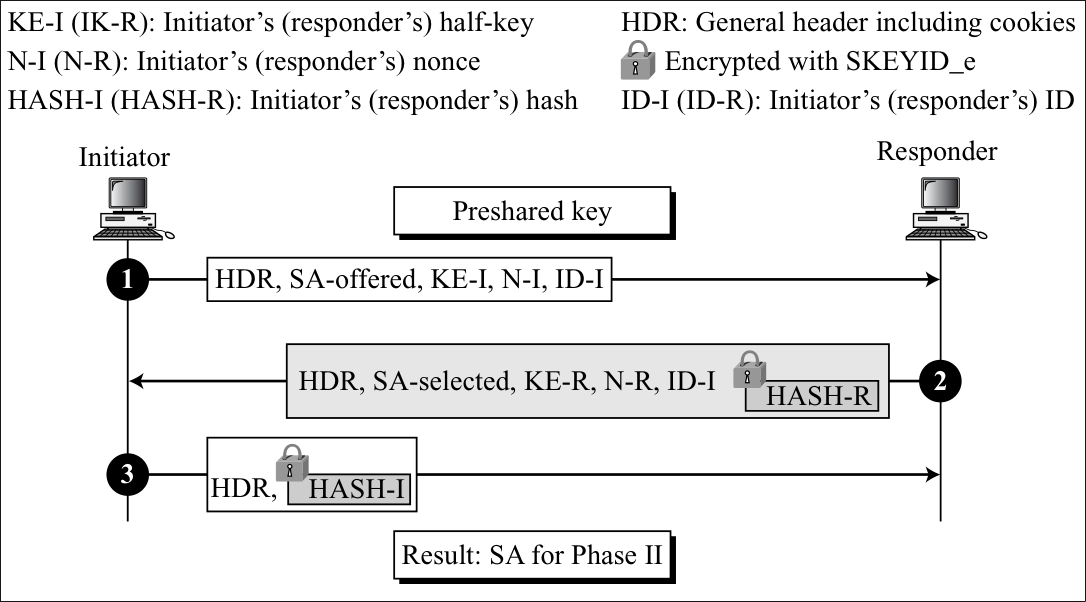 KE-I (IK-R): Initiator's (responder's) half-key
HDR: General header including cookies
N-I (N-R): Initiator's (responder's) nonce
Encrypted with SKEYID_e
HASH-I (HASH-R): Initiator's (responder's) hash
ID-I (ID-R): Initiator's (responder's) ID
Initiator
Responder
Preshared key
1
HDR, SA-offered, KE-I, N-I, ID-I
HDR, SA-selected, KE-R, N-R, ID-I
HASH-R
2
3
HDR,
HASH-I
Result: SA for Phase II